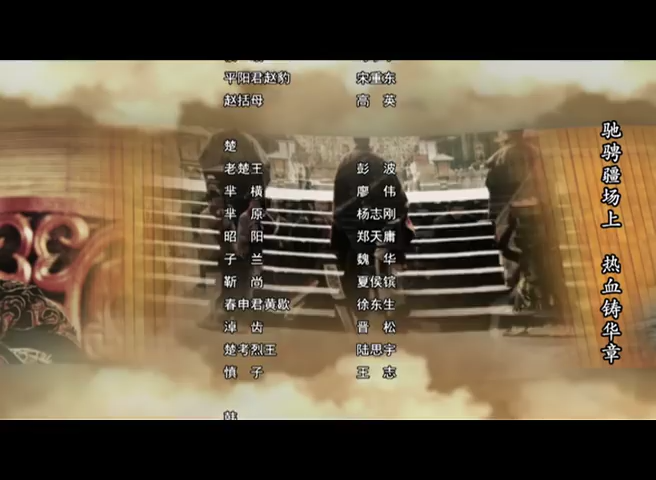 平阳君赵豹 宋重东
赵括母 高英
楚
老楚王 彭波
芈横 廖伟
芈原 杨志刚
昭阳 郑天庸
子兰 魏华
靳尚 夏侯镔
春申君黄歇 徐东生
淖齿 晋松
楚考烈王 陆思宇
慎子 王志
韩
驰骋疆场上 热血铸华章